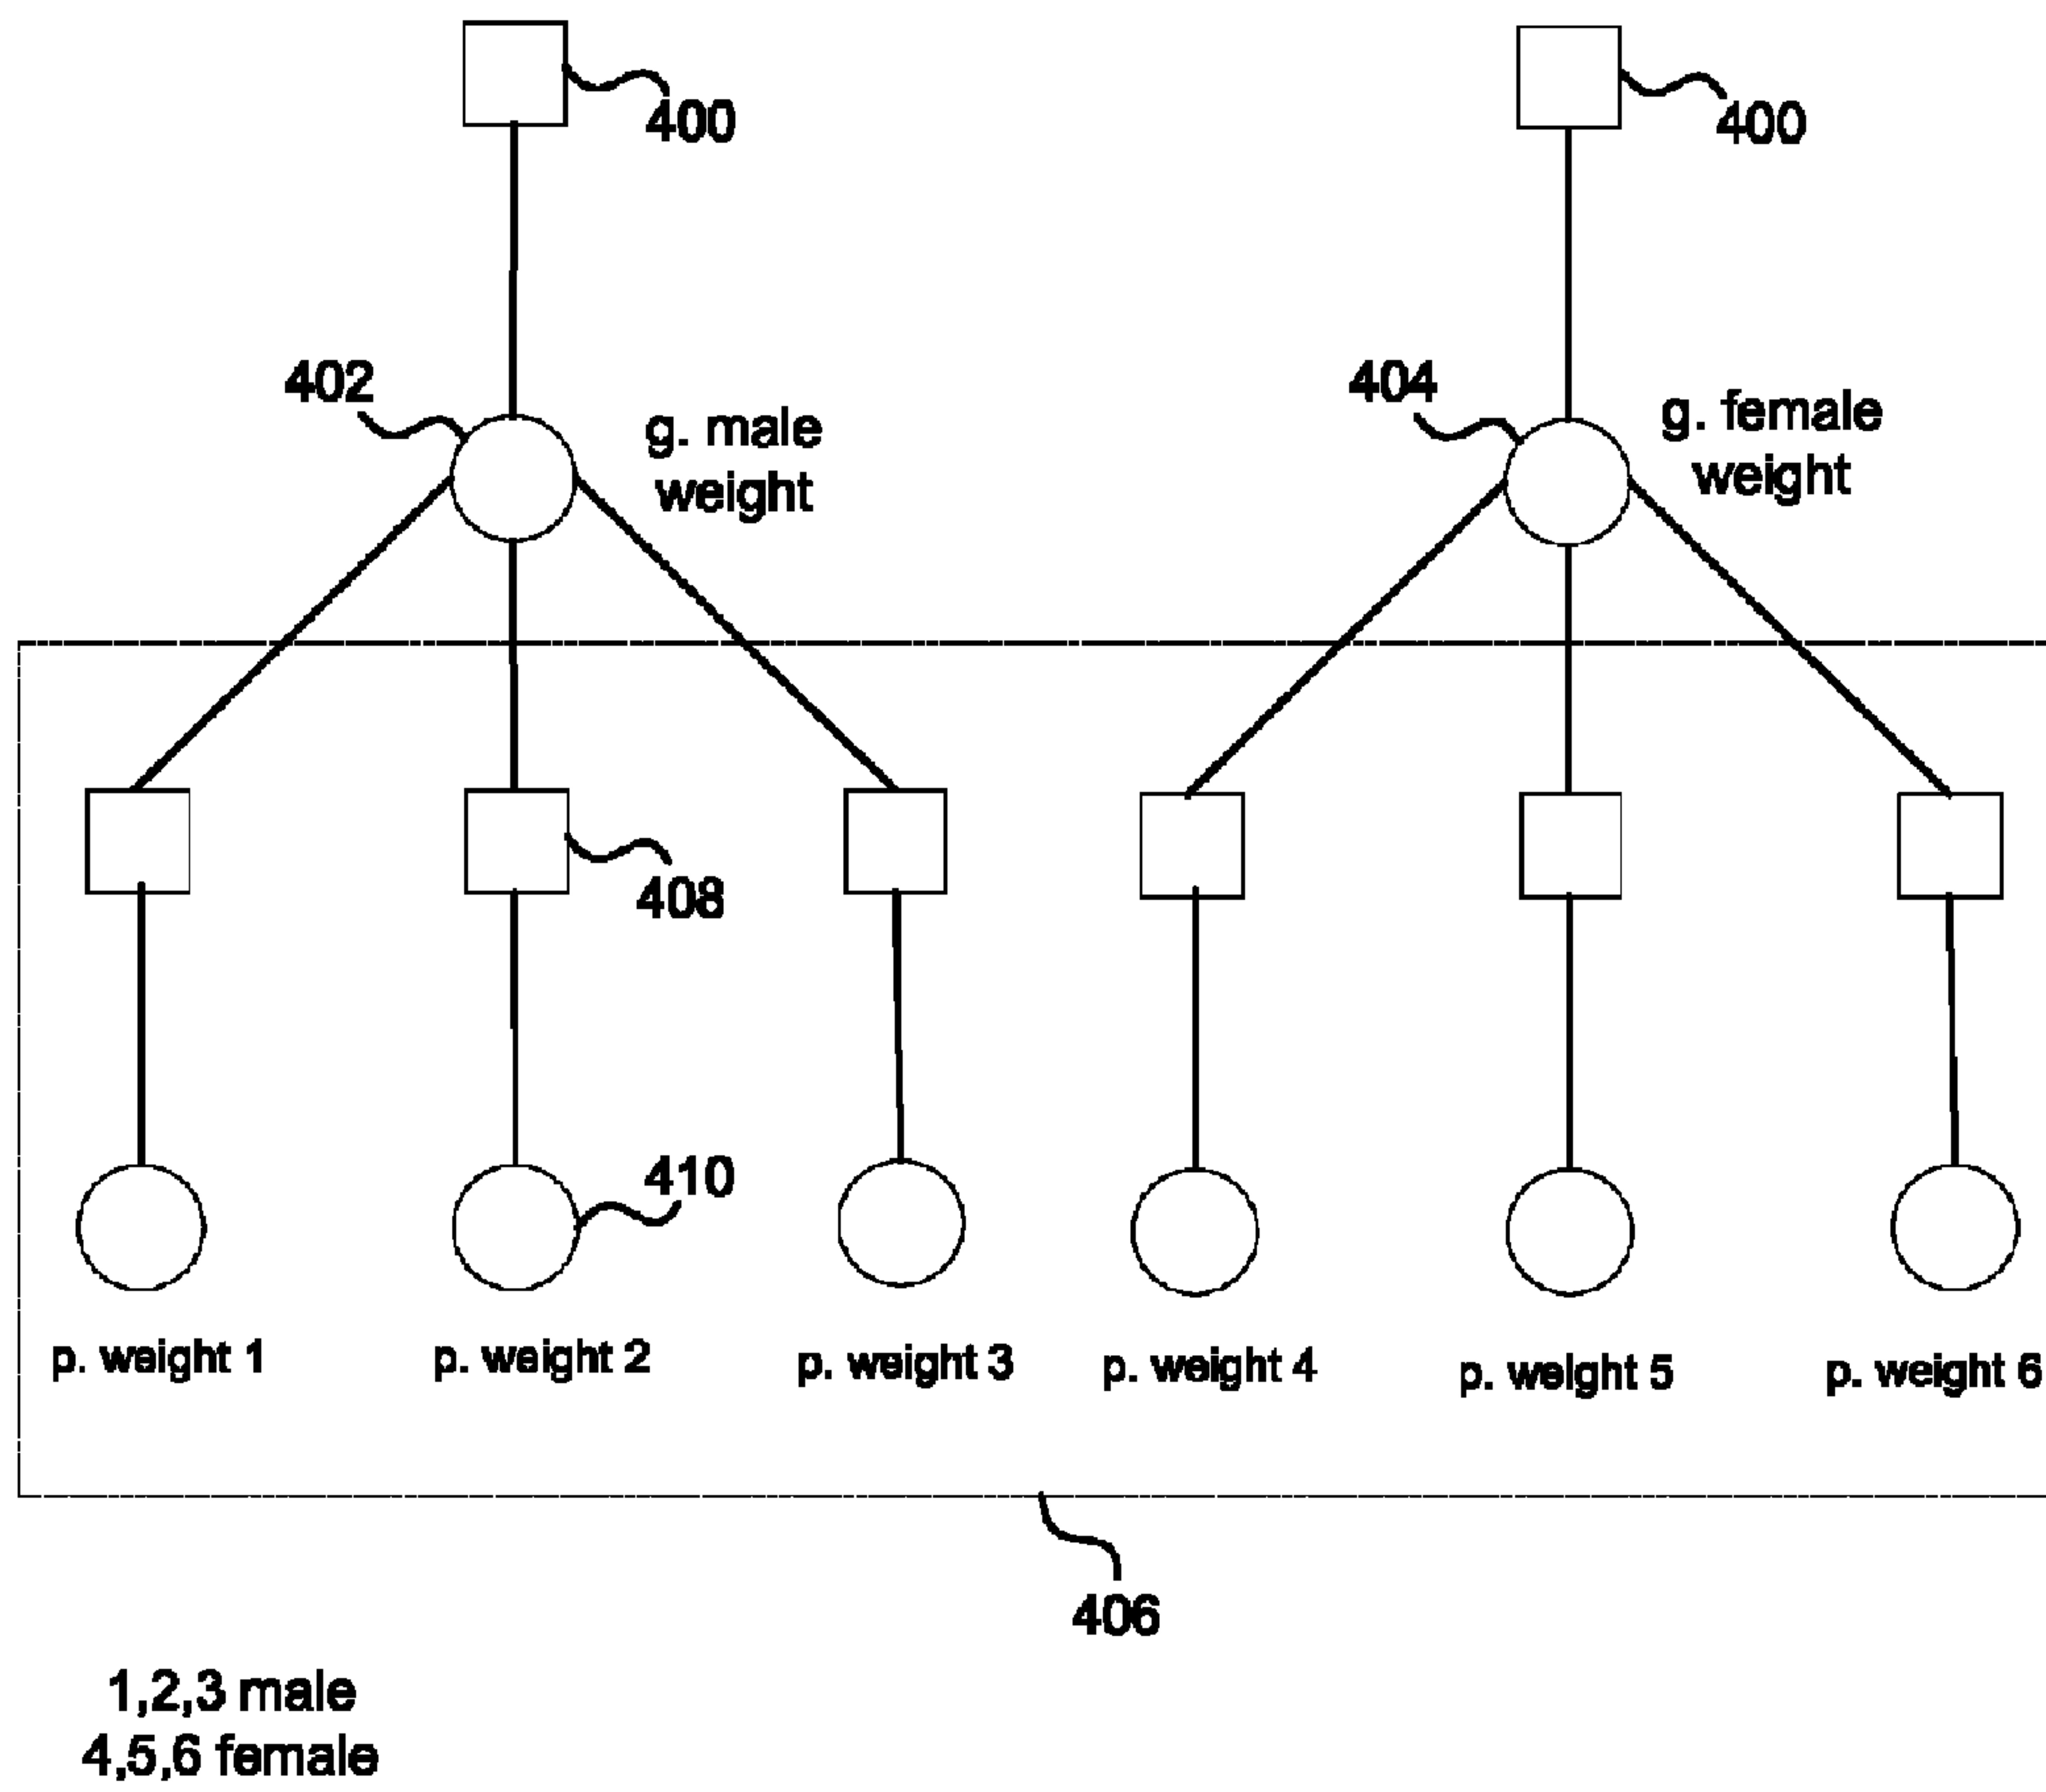 400
400
402
g. male
weight
404
g. female
weight
408
410
p. weight 1
p. weight 2
p. weight 3
p. weight 4
p. weight 5
p. weight 6
406
1,2,3 male
4,5,6 female